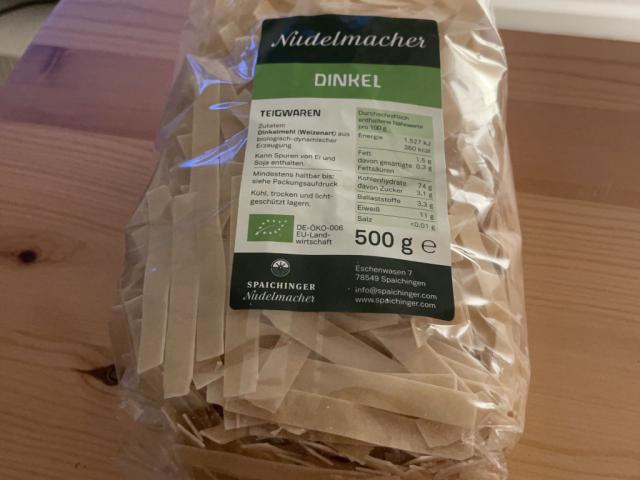 Nudelmacher
DINKEL
TEIGWAREN
Zutaten:
Dinkelmehl (Weizenart) aus
biologisch-dynamischer
Erzeugung
Kann Spuren von Ei und
Soja enthalten.
Mindestens haltbar bis:
siehe Packungsaufdruck
Kühl, trocken und licht-
geschützt lagern.
Durchschnittlich
enthaltene Nährwerte
pro 100 g
Energie 1.527 kJ
360 kcal
Fett 1,5 g
davon gesättigte 0,3 g
Fettsäuren
Kohlenhydrate 74 g
davon Zucker 3,1 g
Ballaststoffe 3,3 g
Eiweiß 11 g
Salz <0,01 g
DE-ÖKO-006
EU-Land-
wirtschaft
500 g ℮
SPAICHINGER
Nudelmacher
Eschenwasen 7
78549 Spaichingen
info@spaichinger.com
www.spaichinger.com